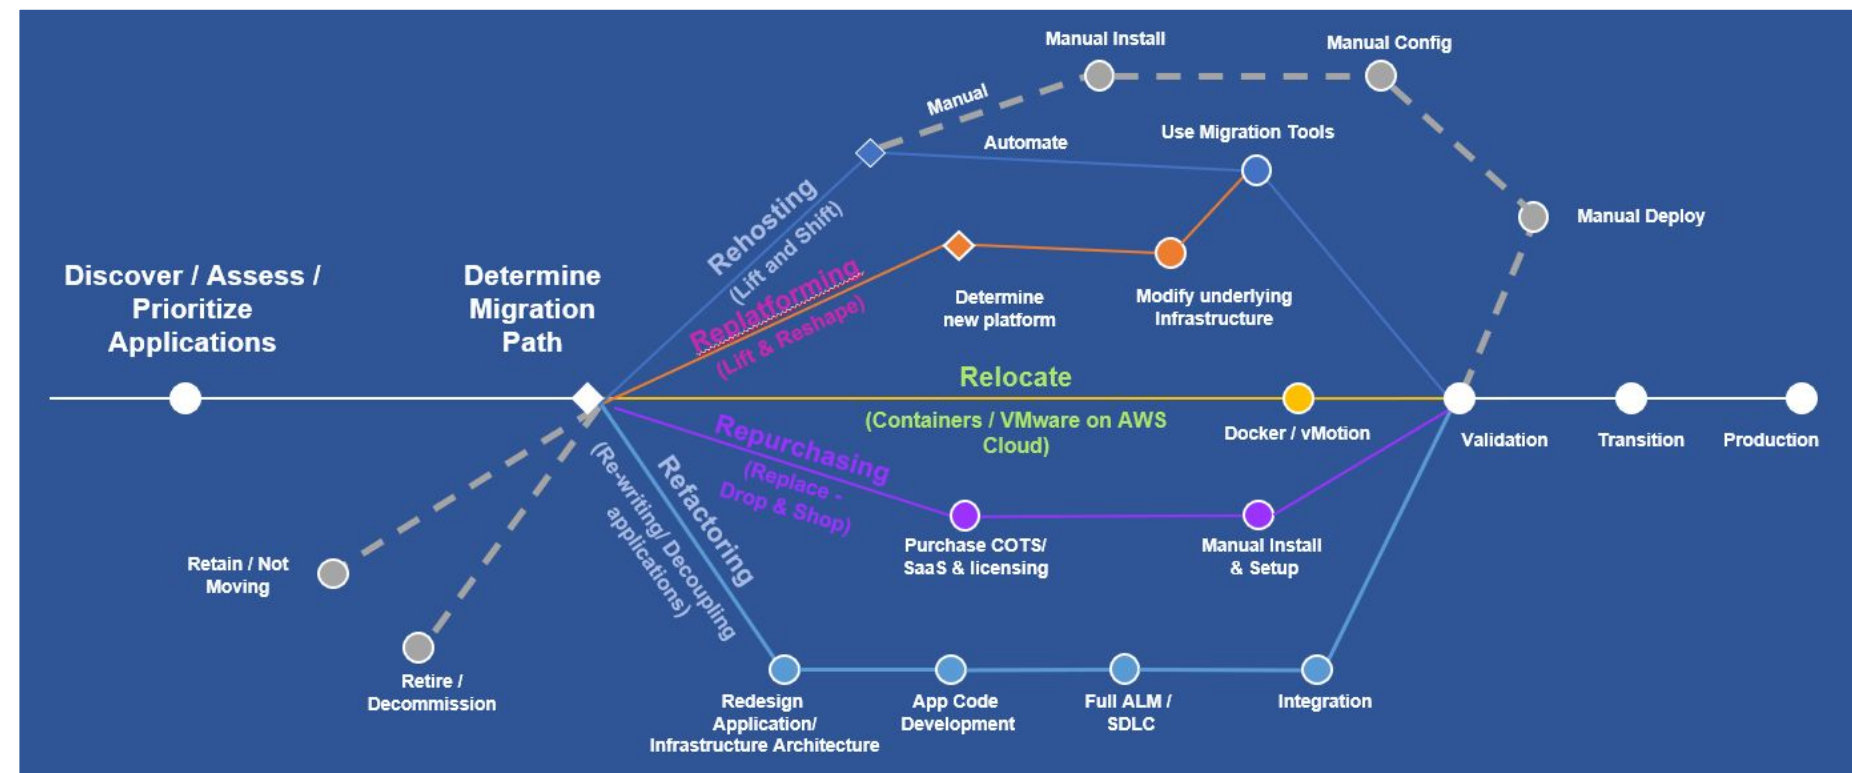 Manual Install
Manual Config
Manual
Automate
Use Migration Tools
Manual Deploy
Rehosting
(Lift and Shift)
Discover / Assess /
Prioritize
Applications
Determine
Migration
Path
Replatforming
(Lift & Reshape)
Determine
new platform
Modify underlying
Infrastructure
Relocate
(Containers / VMware on AWS
Cloud)
Docker / vMotion
Validation
Transition
Production
Repurchasing
(Replace -
Drop & Shop)
Refactoring
(Re-writing/ Decoupling
applications)
Purchase COTS/
SaaS & licensing
Manual Install
& Setup
Retain / Not
Moving
Retire /
Decommission
Redesign
Application/
Infrastructure Architecture
App Code
Development
Full ALM /
SDLC
Integration